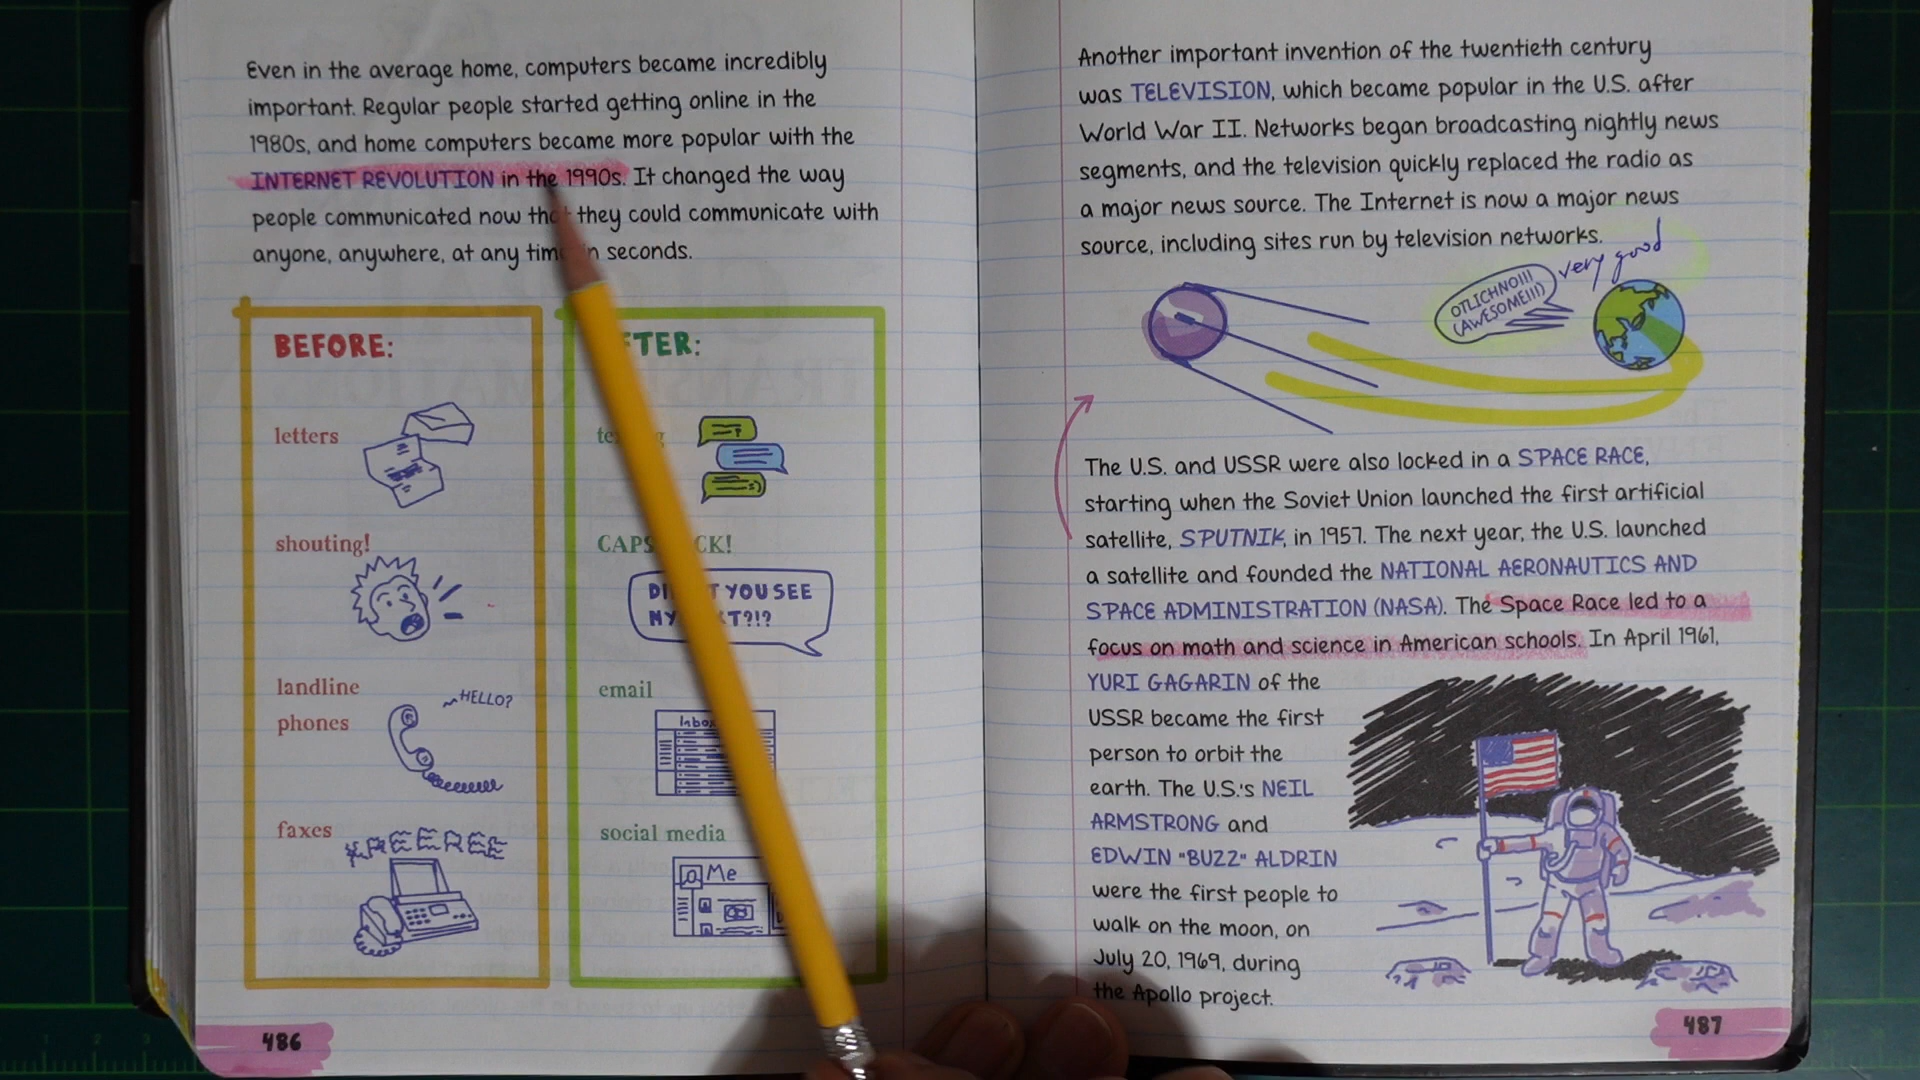 Even in the average home, computers became incredibly
important. Regular people started getting online in the
1980s, and home computers became more popular with the
INTERNET REVOLUTION in the 1990s. It changed the way
people communicated now they could communicate with
anyone, anywhere, at any in seconds.
BEFORE:
letters
shouting!
landline
phones
HELLO?
faxes
YOU SEE
email
Inbox
social media
Me
486
Another important invention of the twentieth century
was TELEVISION, which became popular in the U.S. after
World War II. Networks began broadcasting nightly news
segments, and the television quickly replaced the radio as
a major news source. The Internet is now a major news
source, including sites run by television networks.
very good
OTLICHNO!!!
(AWESOME!!!)
The U.S. and USSR were also locked in a SPACE RACE,
starting when the Soviet Union launched the first artificial
satellite, SPUTNIK, in 1957. The next year, the U.S. launched
a satellite and founded the NATIONAL AERONAUTICS AND
SPACE ADMINISTRATION (NASA). The Space Race led to a
focus on math and science in American schools. In April 1961,
YURI GAGARIN of the
USSR became the first
person to orbit the
earth. The U.S.'s NEIL
ARMSTRONG and
EDWIN "BUZZ" ALDRIN
were the first people to
walk on the moon, on
July 20, 1969, during
the Apollo project.
487